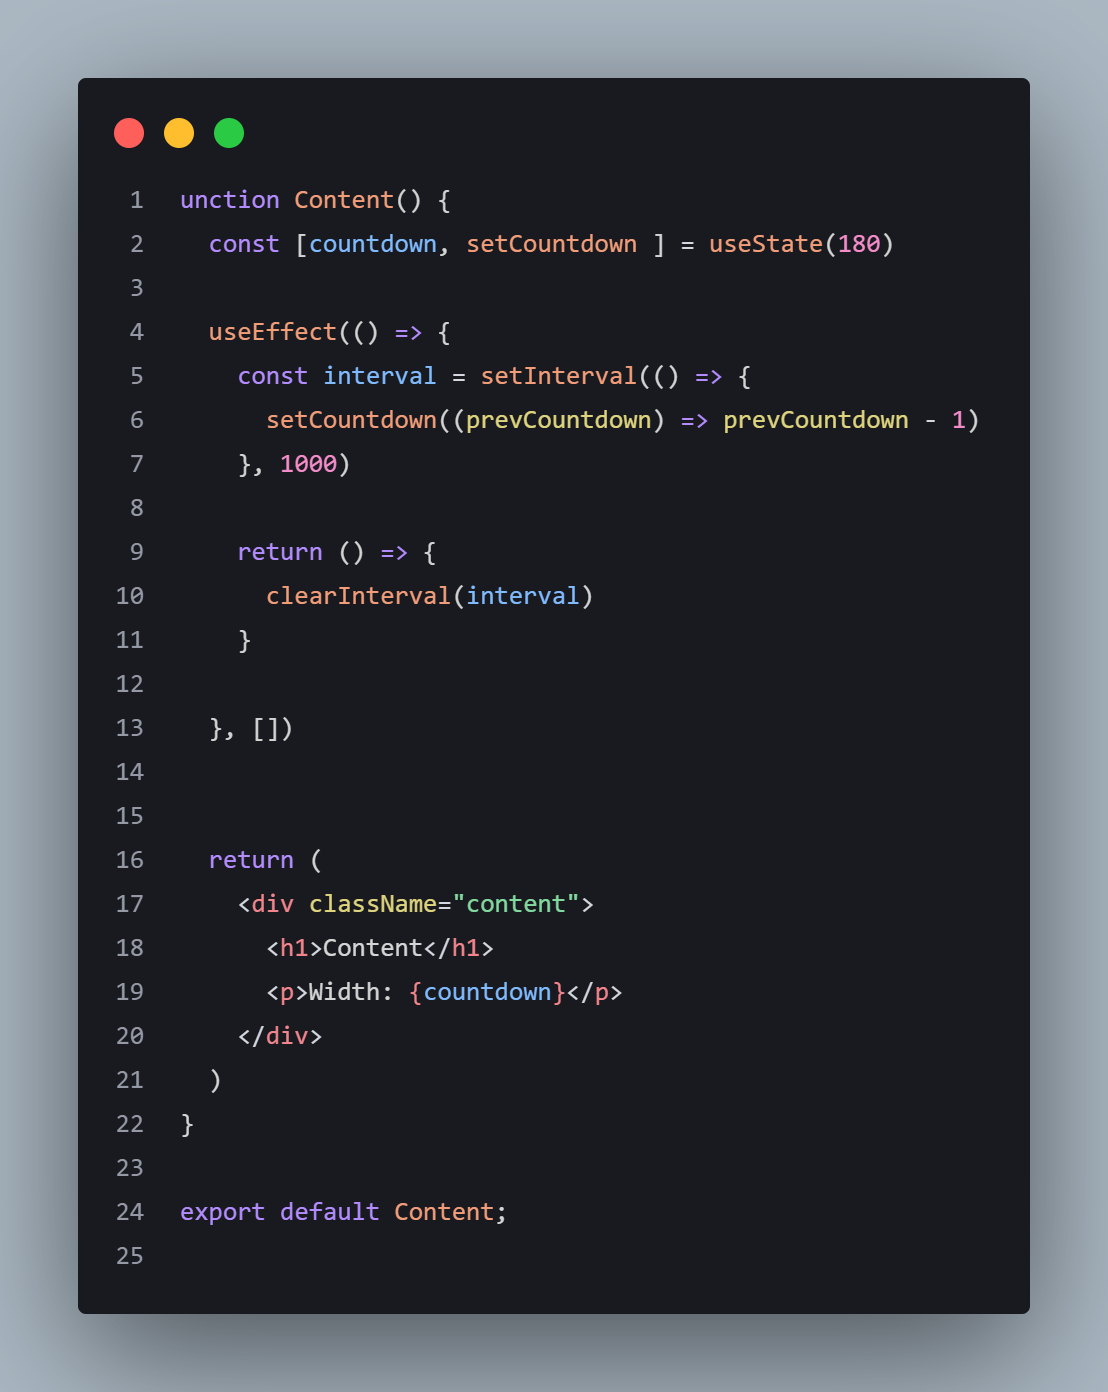 1 unction Content() {
2   const [countdown, setCountdown ] = useState(180)
3
4   useEffect(() => {
5     const interval = setInterval(() => {
6       setCountdown((prevCountdown) => prevCountdown - 1)
7     }, 1000)
8
9     return () => {
10       clearInterval(interval)
11     }
12
13   }, [])
14
15
16   return (
17     <div className="content">
18       <h1>Content</h1>
19       <p>Width: {countdown}</p>
20     </div>
21   )
22 }
23
24 export default Content;
25